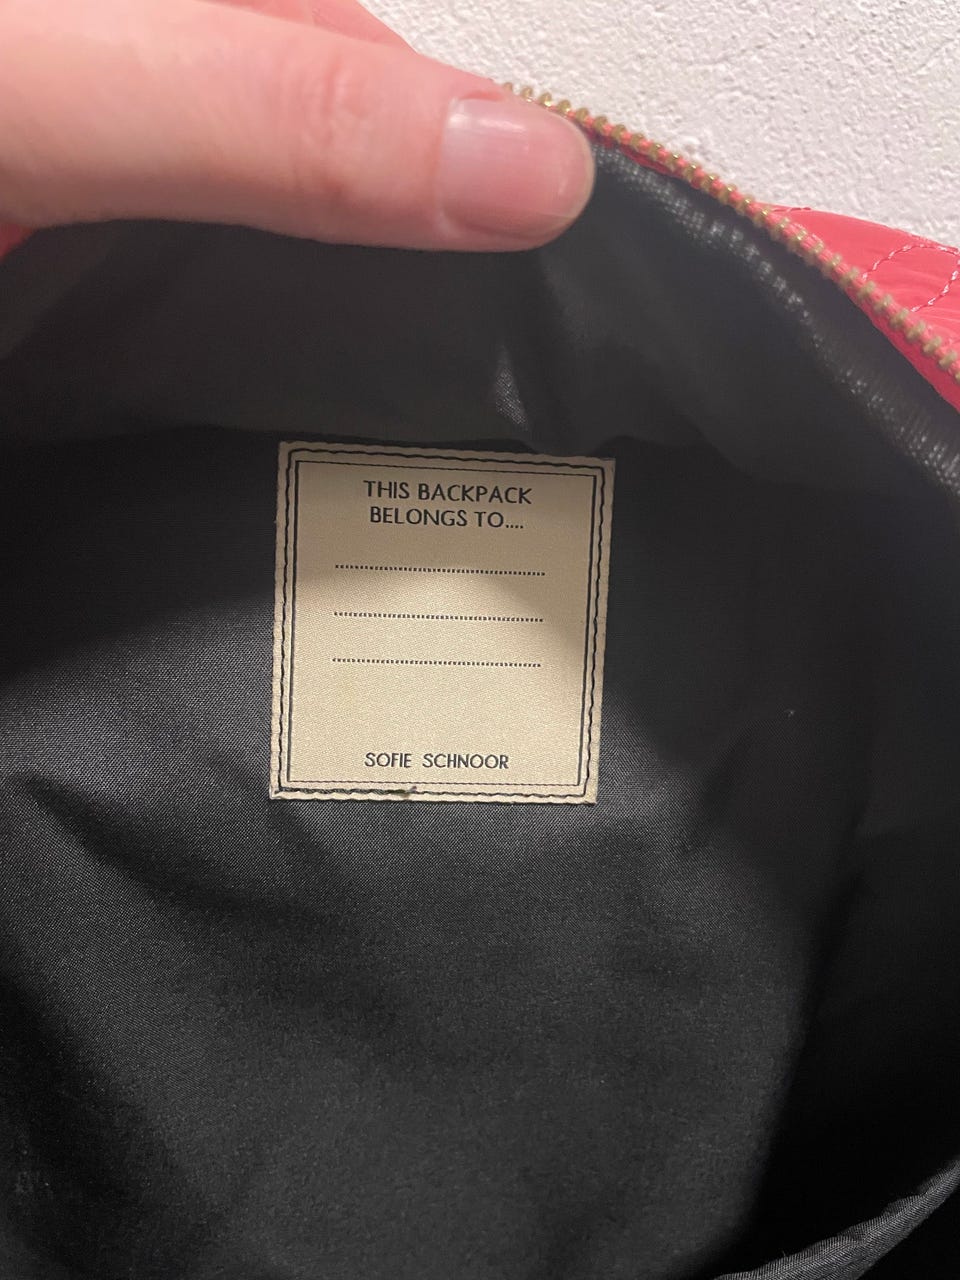 THIS BACKPACK
BELONGS TO....
SOFIE SCHNOOR